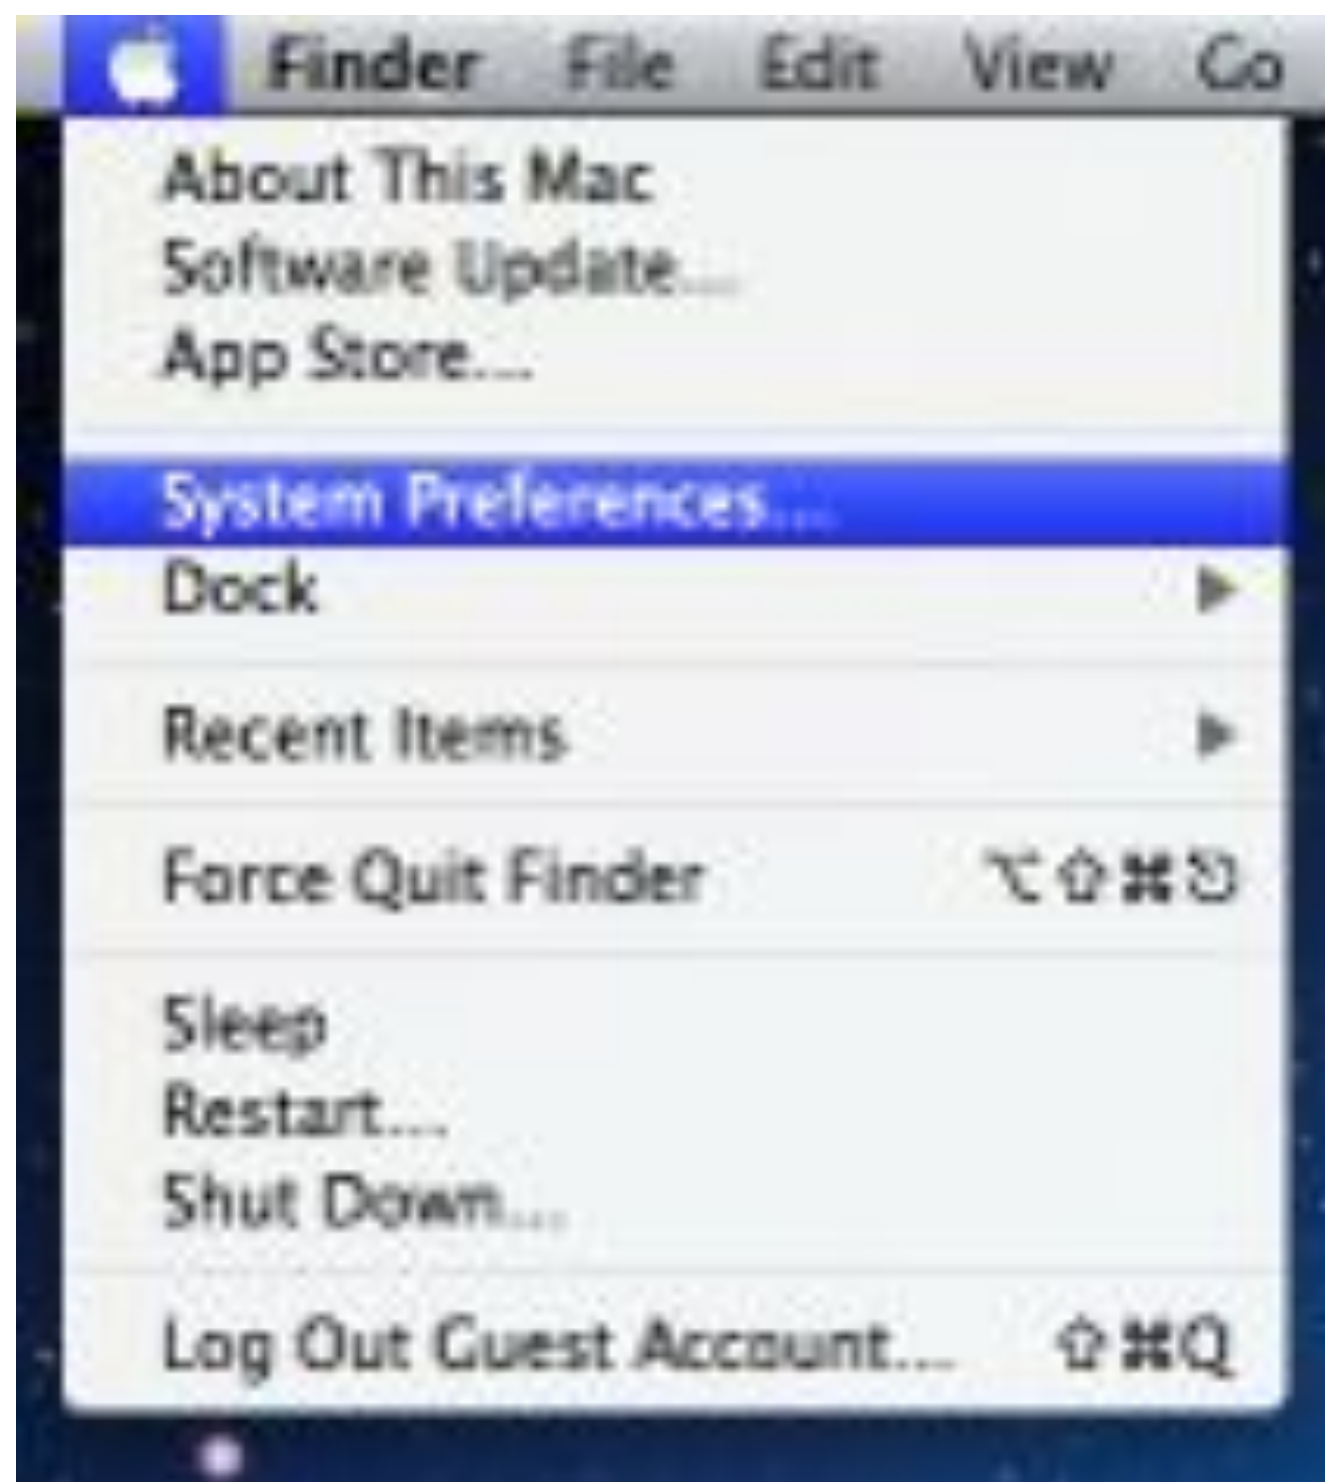 Finder File Edit View Go
About This Mac
Software Update...
App Store...
System Preferences...
Dock ▶
Recent Items ▶
Force Quit Finder ⌥⇧⌘⎋
Sleep
Restart...
Shut Down...
Log Out Guest Account... ⇧⌘Q